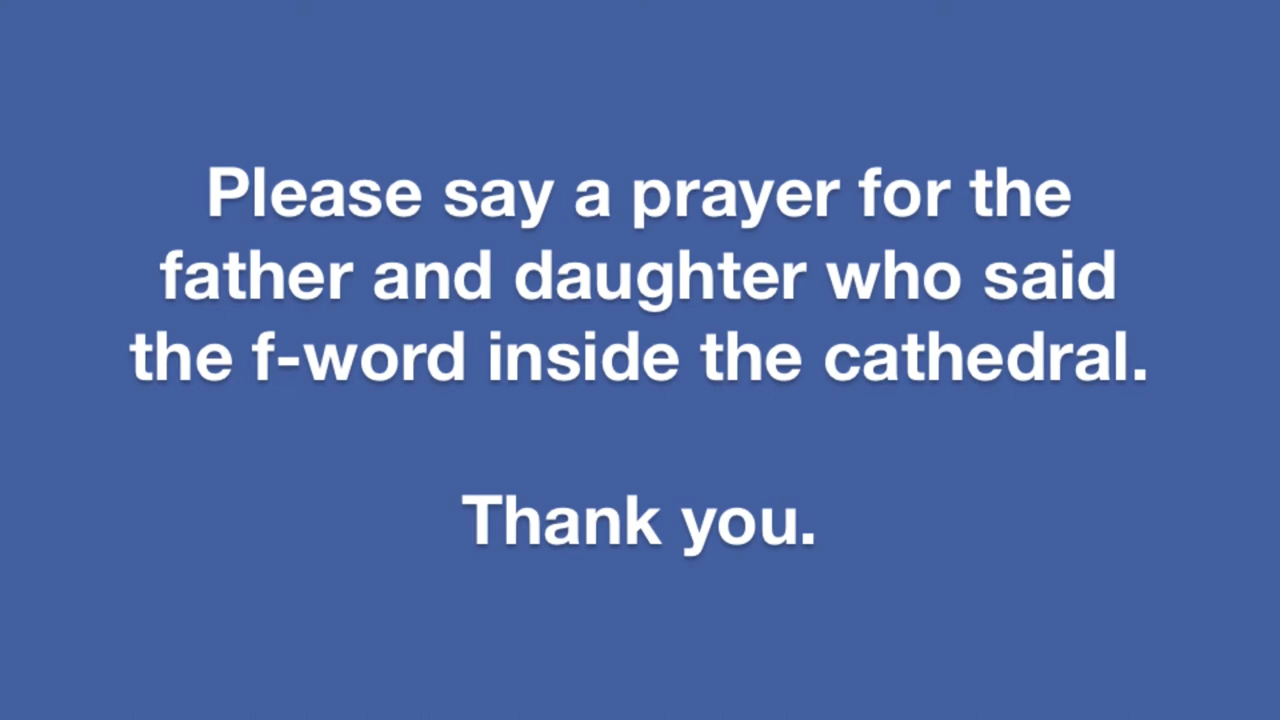 Please say a prayer for the
father and daughter who said
the f-word inside the cathedral.
Thank you.